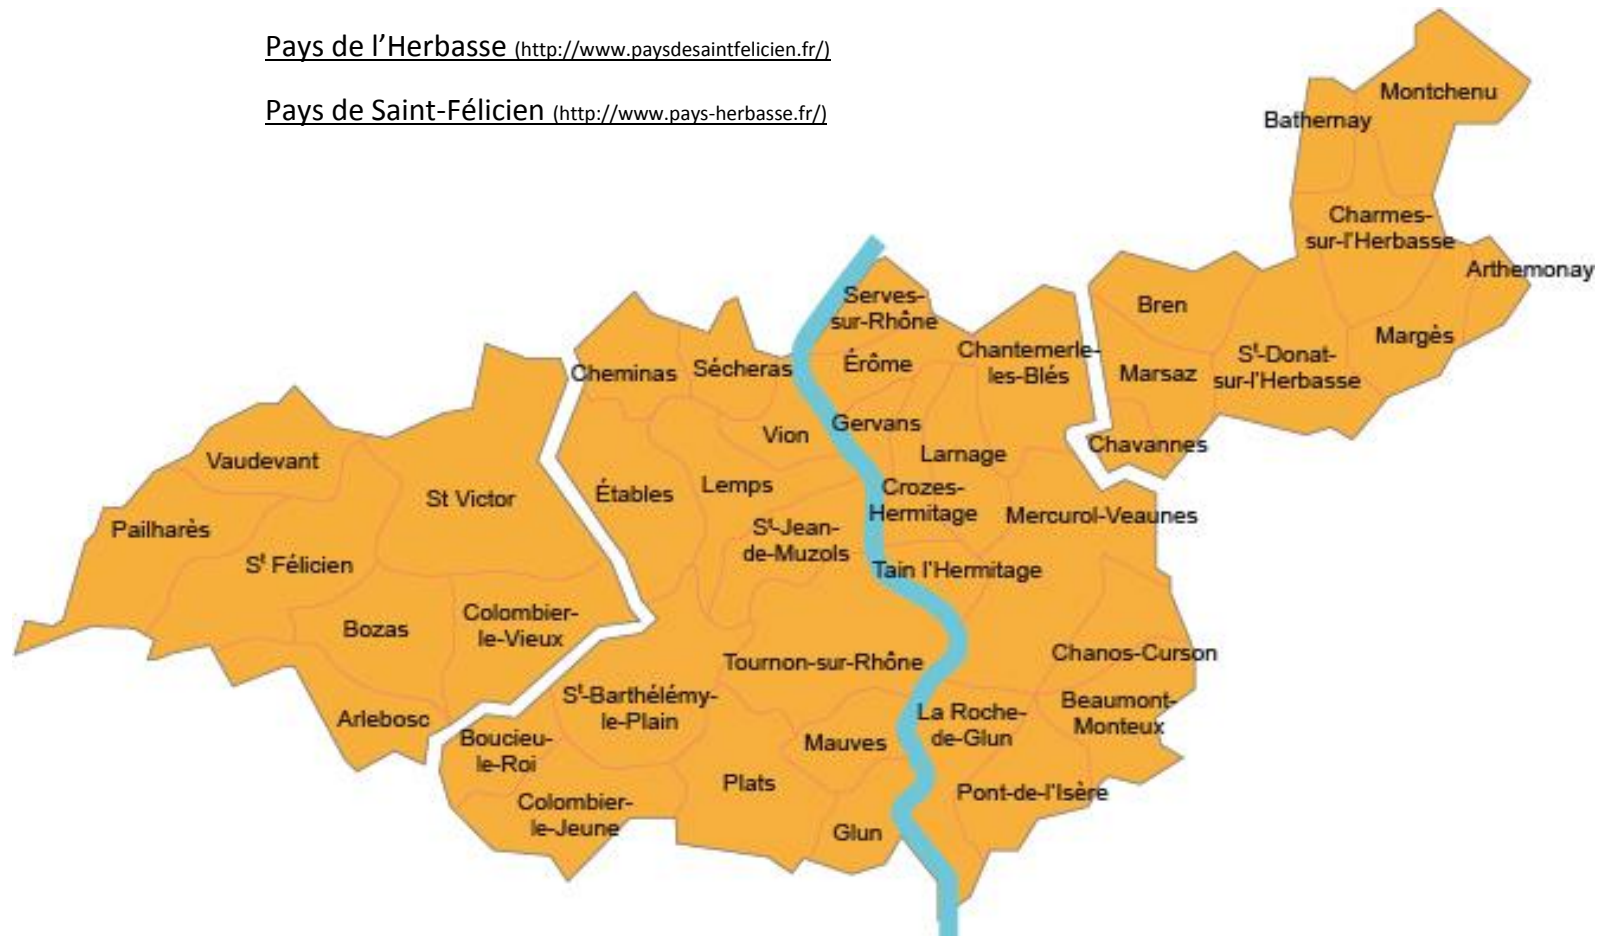 Pays de l’Herbasse (http://www.paysdesaintfelicien.fr/)
Pays de Saint-Félicien (http://www.pays-herbasse.fr/)
Montchenu
Bathernay
Charmes-
sur-l'Herbasse
Arthemonay
Serves-
sur-Rhône
Bren
Margès
Érôme
Chantemerle-
les-Blés
Sᵗ-Donat-
sur-l'Herbasse
Marsaz
Cheminas
Sécheras
Gervans
Vion
Chavannes
Larnage
Vaudevant
St Victor
Étables
Lemps
Crozes-
Hermitage
Mercurol-Veaunes
Pailharès
Sᵗ-Jean-
de-Muzols
Sᵗ Félicien
Tain l'Hermitage
Bozas
Colombier-
le-Vieux
Chanos-Curson
Tournon-sur-Rhône
Sᵗ-Barthélémy-
le-Plain
Beaumont-
Monteux
Arlebosc
La Roche-
de-Glun
Boucieu-
le-Roi
Mauves
Plats
Pont-de-l'Isère
Colombier-
le-Jeune
Glun